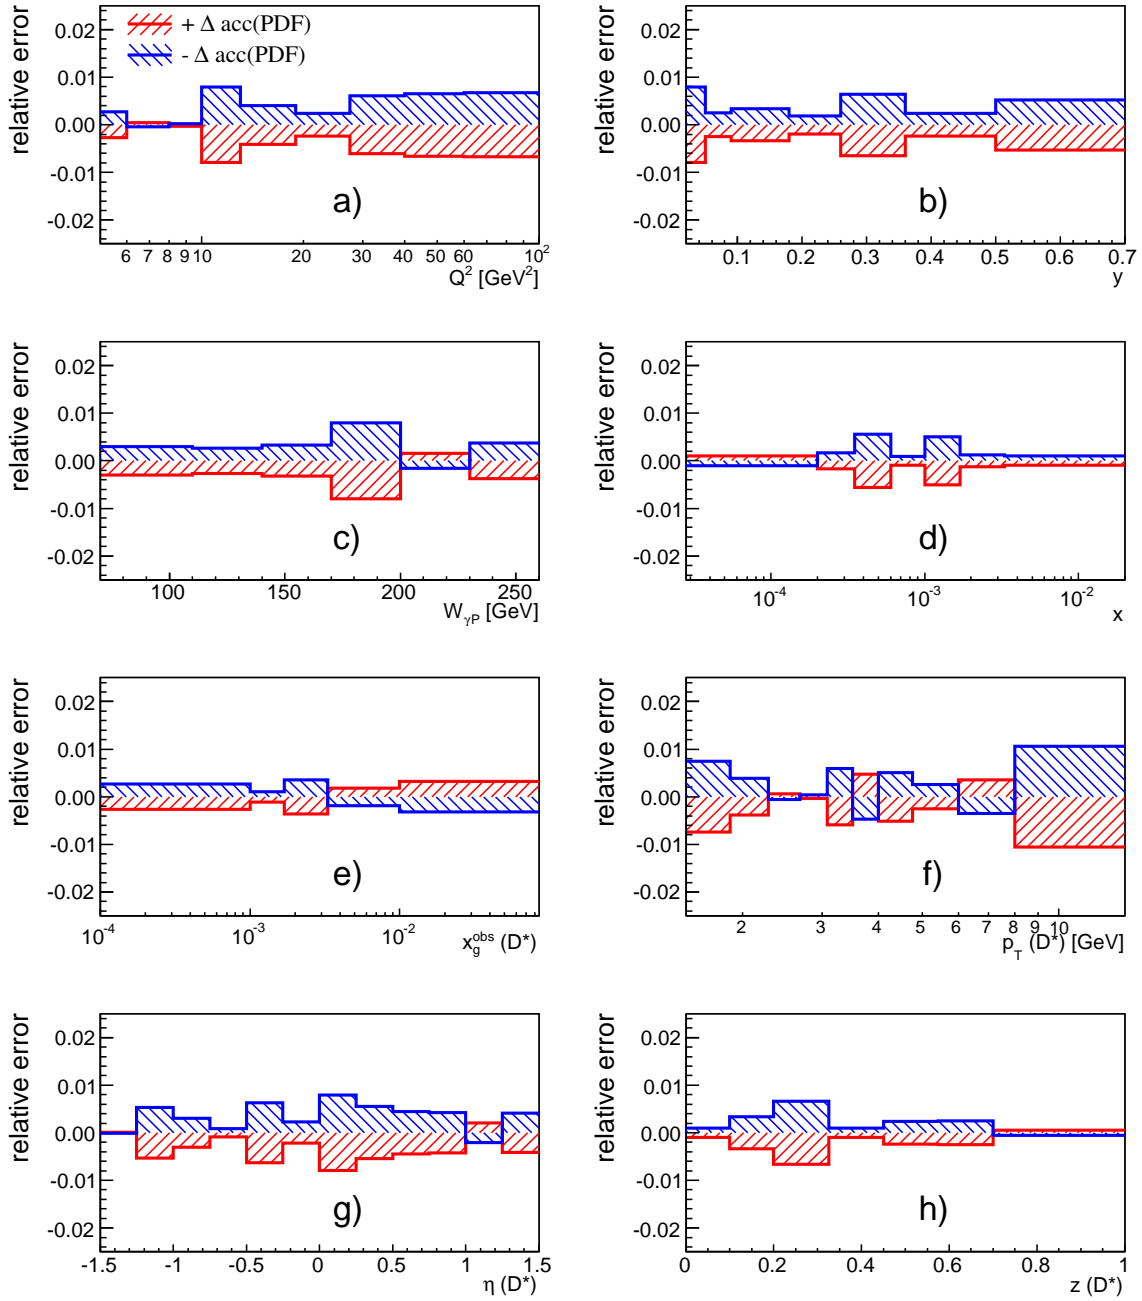 relative error
0.02
0.01
0.00
-0.01
-0.02
+ Δ acc(PDF)
- Δ acc(PDF)
a)
6 7 8 9 10 20 30 40 50 60 10²
Q² [GeV²]
relative error
0.02
0.01
0.00
-0.01
-0.02
b)
0.1 0.2 0.3 0.4 0.5 0.6 0.7
y
relative error
0.02
0.01
0.00
-0.01
-0.02
c)
100 150 200 250
W_γP [GeV]
relative error
0.02
0.01
0.00
-0.01
-0.02
d)
10⁻⁴ 10⁻³ 10⁻²
x
relative error
0.02
0.01
0.00
-0.01
-0.02
e)
10⁻⁴ 10⁻³ 10⁻²
x_g^obs (D*)
relative error
0.02
0.01
0.00
-0.01
-0.02
f)
2 3 4 5 6 7 8 9 10
p_T (D*) [GeV]
relative error
0.02
0.01
0.00
-0.01
-0.02
g)
-1.5 -1 -0.5 0 0.5 1 1.5
η (D*)
relative error
0.02
0.01
0.00
-0.01
-0.02
h)
0 0.2 0.4 0.6 0.8 1
z (D*)